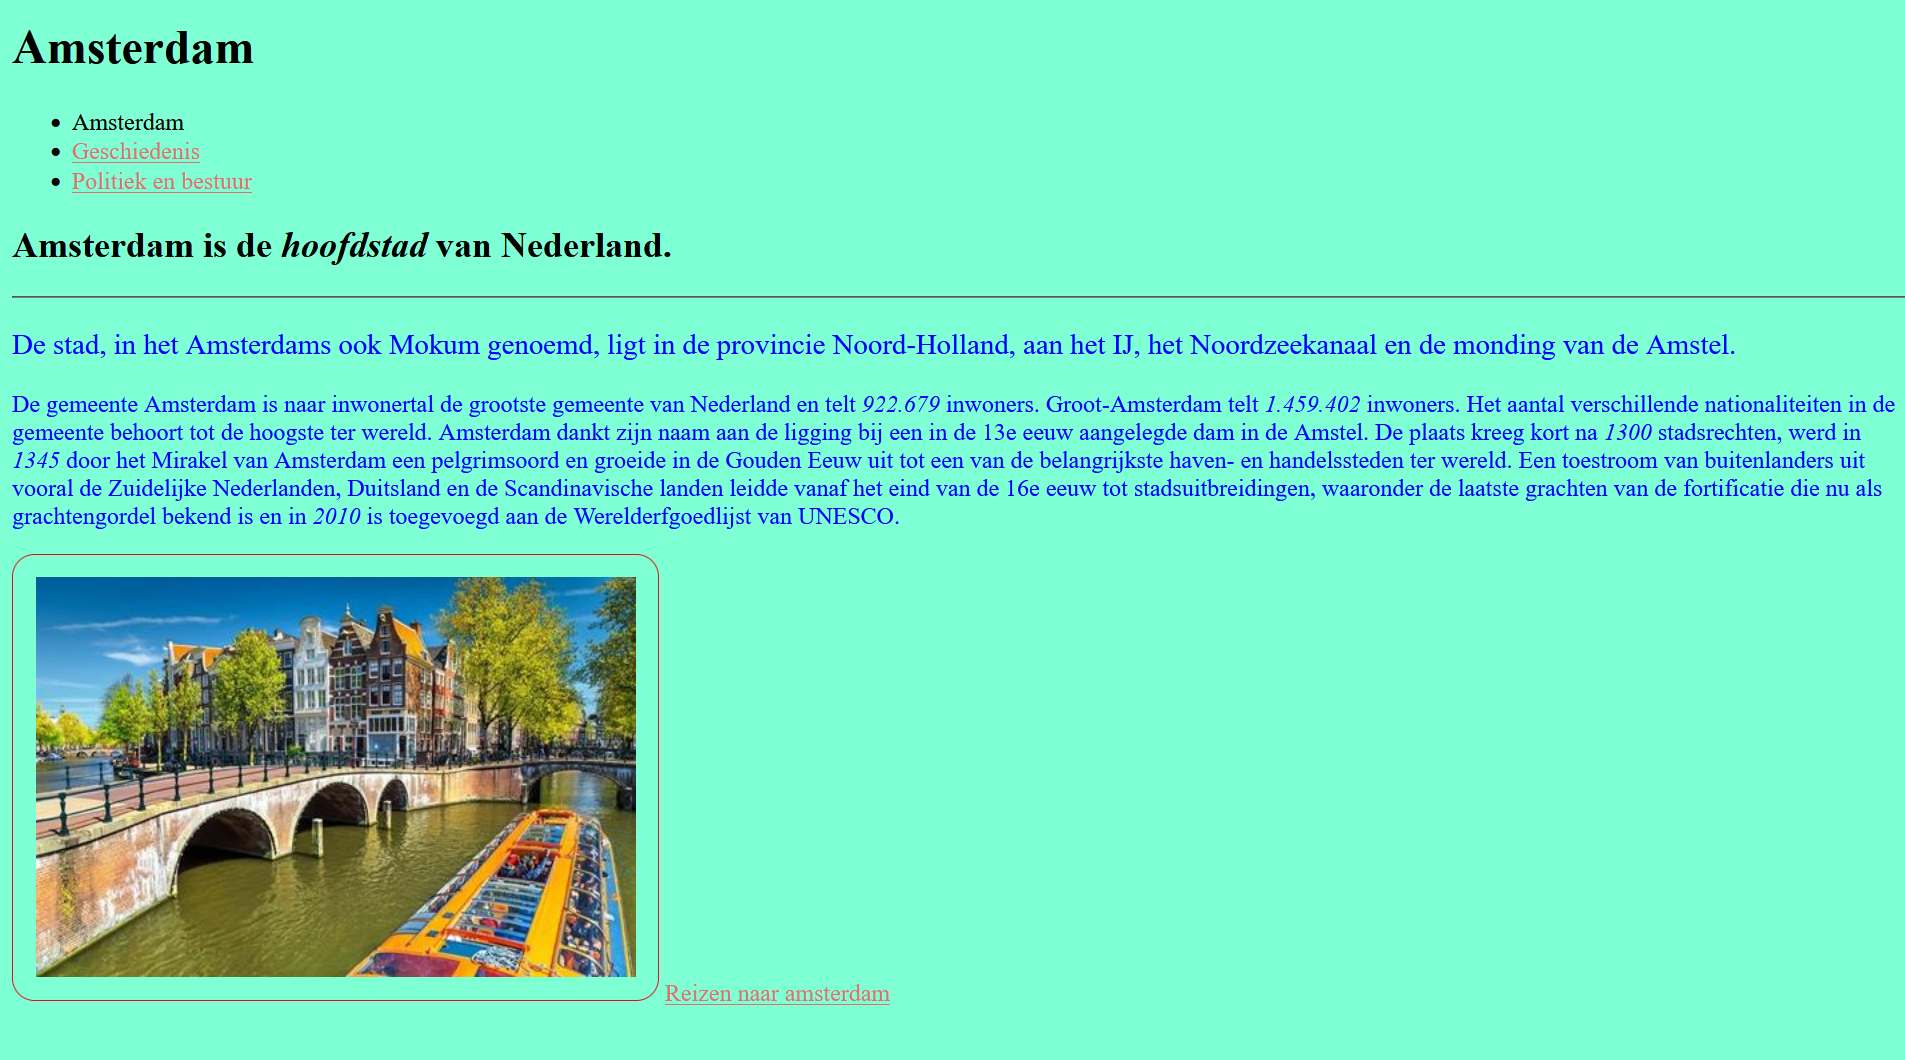 Amsterdam
Amsterdam
Geschiedenis
Politiek en bestuur
Amsterdam is de hoofdstad van Nederland.
De stad, in het Amsterdams ook Mokum genoemd, ligt in de provincie Noord-Holland, aan het IJ, het Noordzeekanaal en de monding van de Amstel.
De gemeente Amsterdam is naar inwonertal de grootste gemeente van Nederland en telt 922.679 inwoners. Groot-Amsterdam telt 1.459.402 inwoners. Het aantal verschillende nationaliteiten in de
gemeente behoort tot de hoogste ter wereld. Amsterdam dankt zijn naam aan de ligging bij een in de 13e eeuw aangelegde dam in de Amstel. De plaats kreeg kort na 1300 stadsrechten, werd in
1345 door het Mirakel van Amsterdam een pelgrimsoord en groeide in de Gouden Eeuw uit tot een van de belangrijkste haven- en handelssteden ter wereld. Een toestroom van buitenlanders uit
vooral de Zuidelijke Nederlanden, Duitsland en de Scandinavische landen leidde vanaf het eind van de 16e eeuw tot stadsuitbreidingen, waaronder de laatste grachten van de fortificatie die nu als
grachtengordel bekend is en in 2010 is toegevoegd aan de Werelderfgoedlijst van UNESCO.
Reizen naar amsterdam